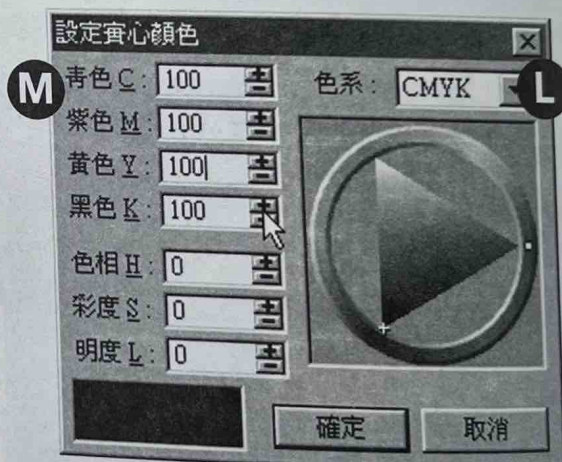 設定實心顏色
M
青色 C: 100
色系: CMYK
L
紫色 M: 100
黃色 Y: 100
黑色 K: 100
色相 H: 0
彩度 S: 0
明度 L: 0
確定
取消